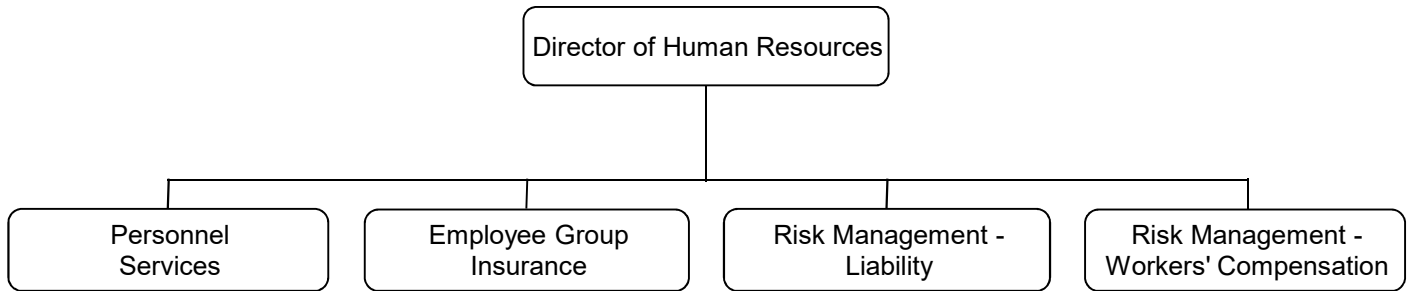 Director of Human Resources
Personnel
Services
Employee Group
Insurance
Risk Management -
Liability
Risk Management -
Workers' Compensation